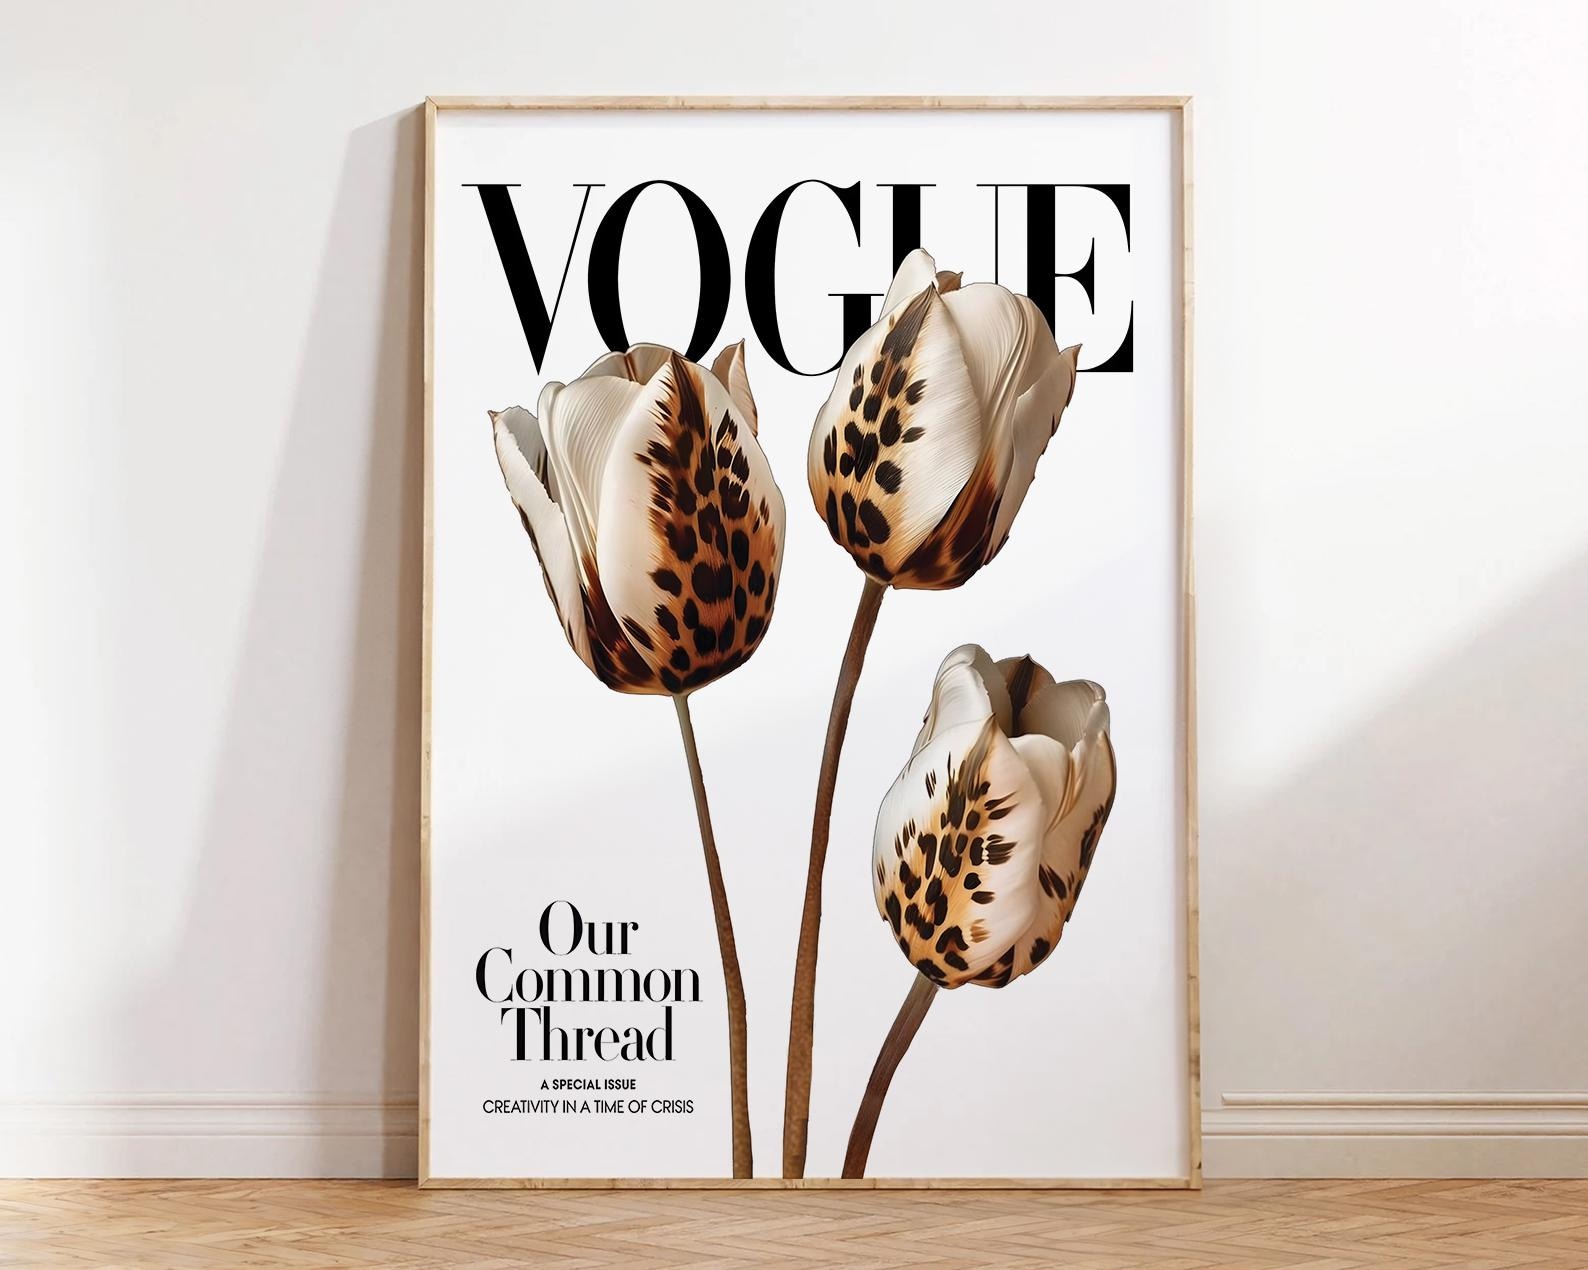 VOGUE
Our
Common
Thread
A SPECIAL ISSUE
CREATIVITY IN A TIME OF CRISIS